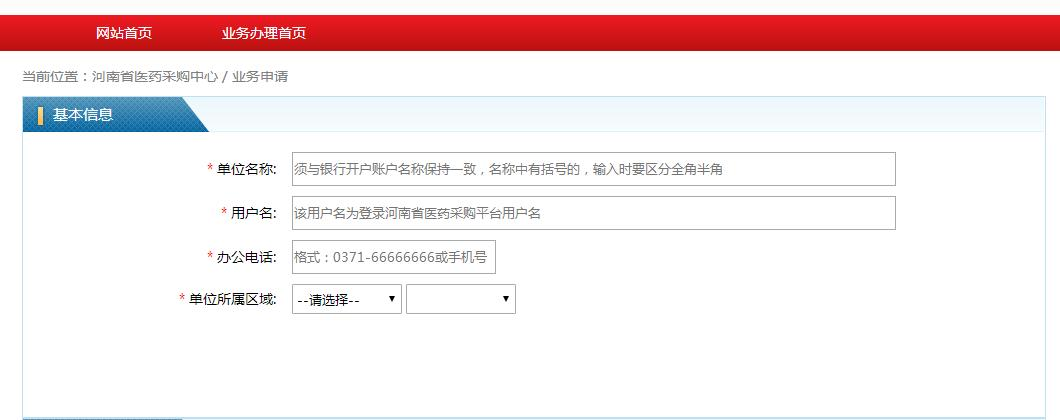 网站首页 业务办理首页
当前位置：河南省医药采购中心 / 业务申请
基本信息
* 单位名称: 须与银行开户账户名称保持一致，名称中有括号的，输入时要区分全角半角
* 用户名: 该用户名为登录河南省医药采购平台用户名
* 办公电话: 格式：0371-66666666或手机号
* 单位所属区域: --请选择--